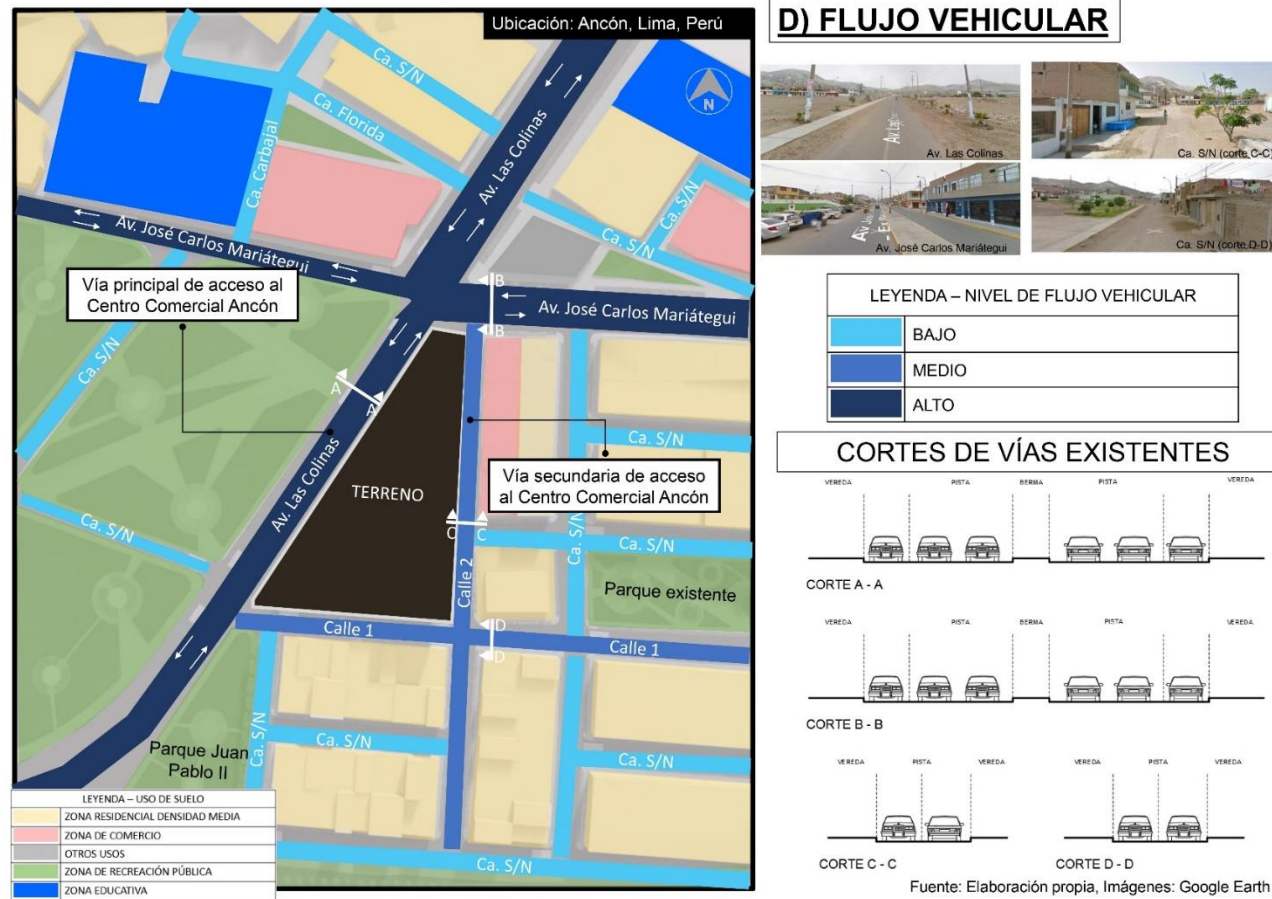 Ubicación: Ancón, Lima, Perú
D) FLUJO VEHICULAR
N
Ca. S/N
Ca. Florida
Ca. Carbajal
Av. Las Colinas
Ca. S/N
Ca. S/N
Av. José Carlos Mariátegui
Vía principal de acceso al
Centro Comercial Ancón
B
B
Av. José Carlos Mariátegui
Ca. S/N
A
A
Ca. S/N
Av. Las Colinas
TERRENO
Vía secundaria de acceso
al Centro Comercial Ancón
C
C
Ca. S/N
Ca. S/N
Ca. S/N
Calle 2
Parque existente
Calle 1
D
D
Calle 1
Ca. S/N
Parque Juan
Pablo II
Ca. S/N
Ca. S/N
Ca. S/N
LEYENDA – USO DE SUELO
ZONA RESIDENCIAL DENSIDAD MEDIA
ZONA DE COMERCIO
OTROS USOS
ZONA DE RECREACIÓN PÚBLICA
ZONA EDUCATIVA
Av. Las Colinas
Ca. S/N (corte C-C)
Av. José Carlos Mariátegui
Ca. S/N (corte D-D)
LEYENDA – NIVEL DE FLUJO VEHICULAR
BAJO
MEDIO
ALTO
CORTES DE VÍAS EXISTENTES
VEREDA PISTA BERMA PISTA VEREDA
CORTE A - A
VEREDA PISTA BERMA PISTA VEREDA
CORTE B - B
VEREDA PISTA VEREDA
CORTE C - C
VEREDA PISTA VEREDA
CORTE D - D
Fuente: Elaboración propia, Imágenes: Google Earth